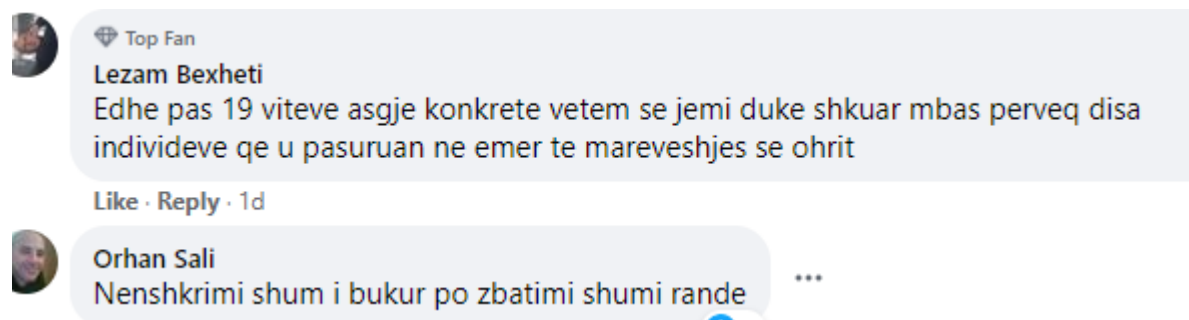 Top Fan
Lezam Bexheti
Edhe pas 19 viteve asgje konkrete vetem se jemi duke shkuar mbas perveq disa
individeve qe u pasuruan ne emer te mareveshjes se ohrit
Like · Reply · 1d
Orhan Sali
Nenshkrimi shum i bukur po zbatimi shumi rande